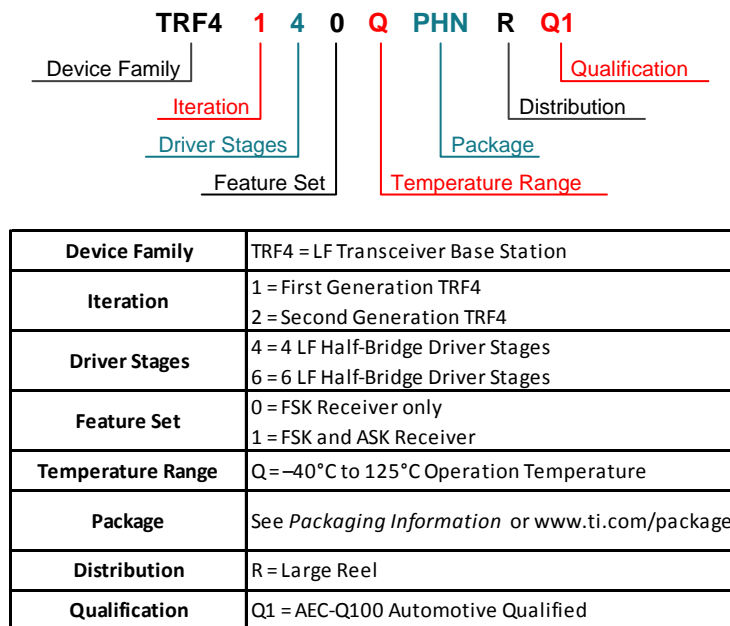 TRF4 1 4 0 Q PHN R Q1
Device Family
Qualification
Iteration
Distribution
Driver Stages
Package
Feature Set
Temperature Range
Device Family TRF4 = LF Transceiver Base Station
Iteration
1 = First Generation TRF4
2 = Second Generation TRF4
Driver Stages
4 = 4 LF Half-Bridge Driver Stages
6 = 6 LF Half-Bridge Driver Stages
Feature Set
0 = FSK Receiver only
1 = FSK and ASK Receiver
Temperature Range Q = –40°C to 125°C Operation Temperature
Package See Packaging Information or www.ti.com/package
Distribution R = Large Reel
Qualification Q1 = AEC-Q100 Automotive Qualified